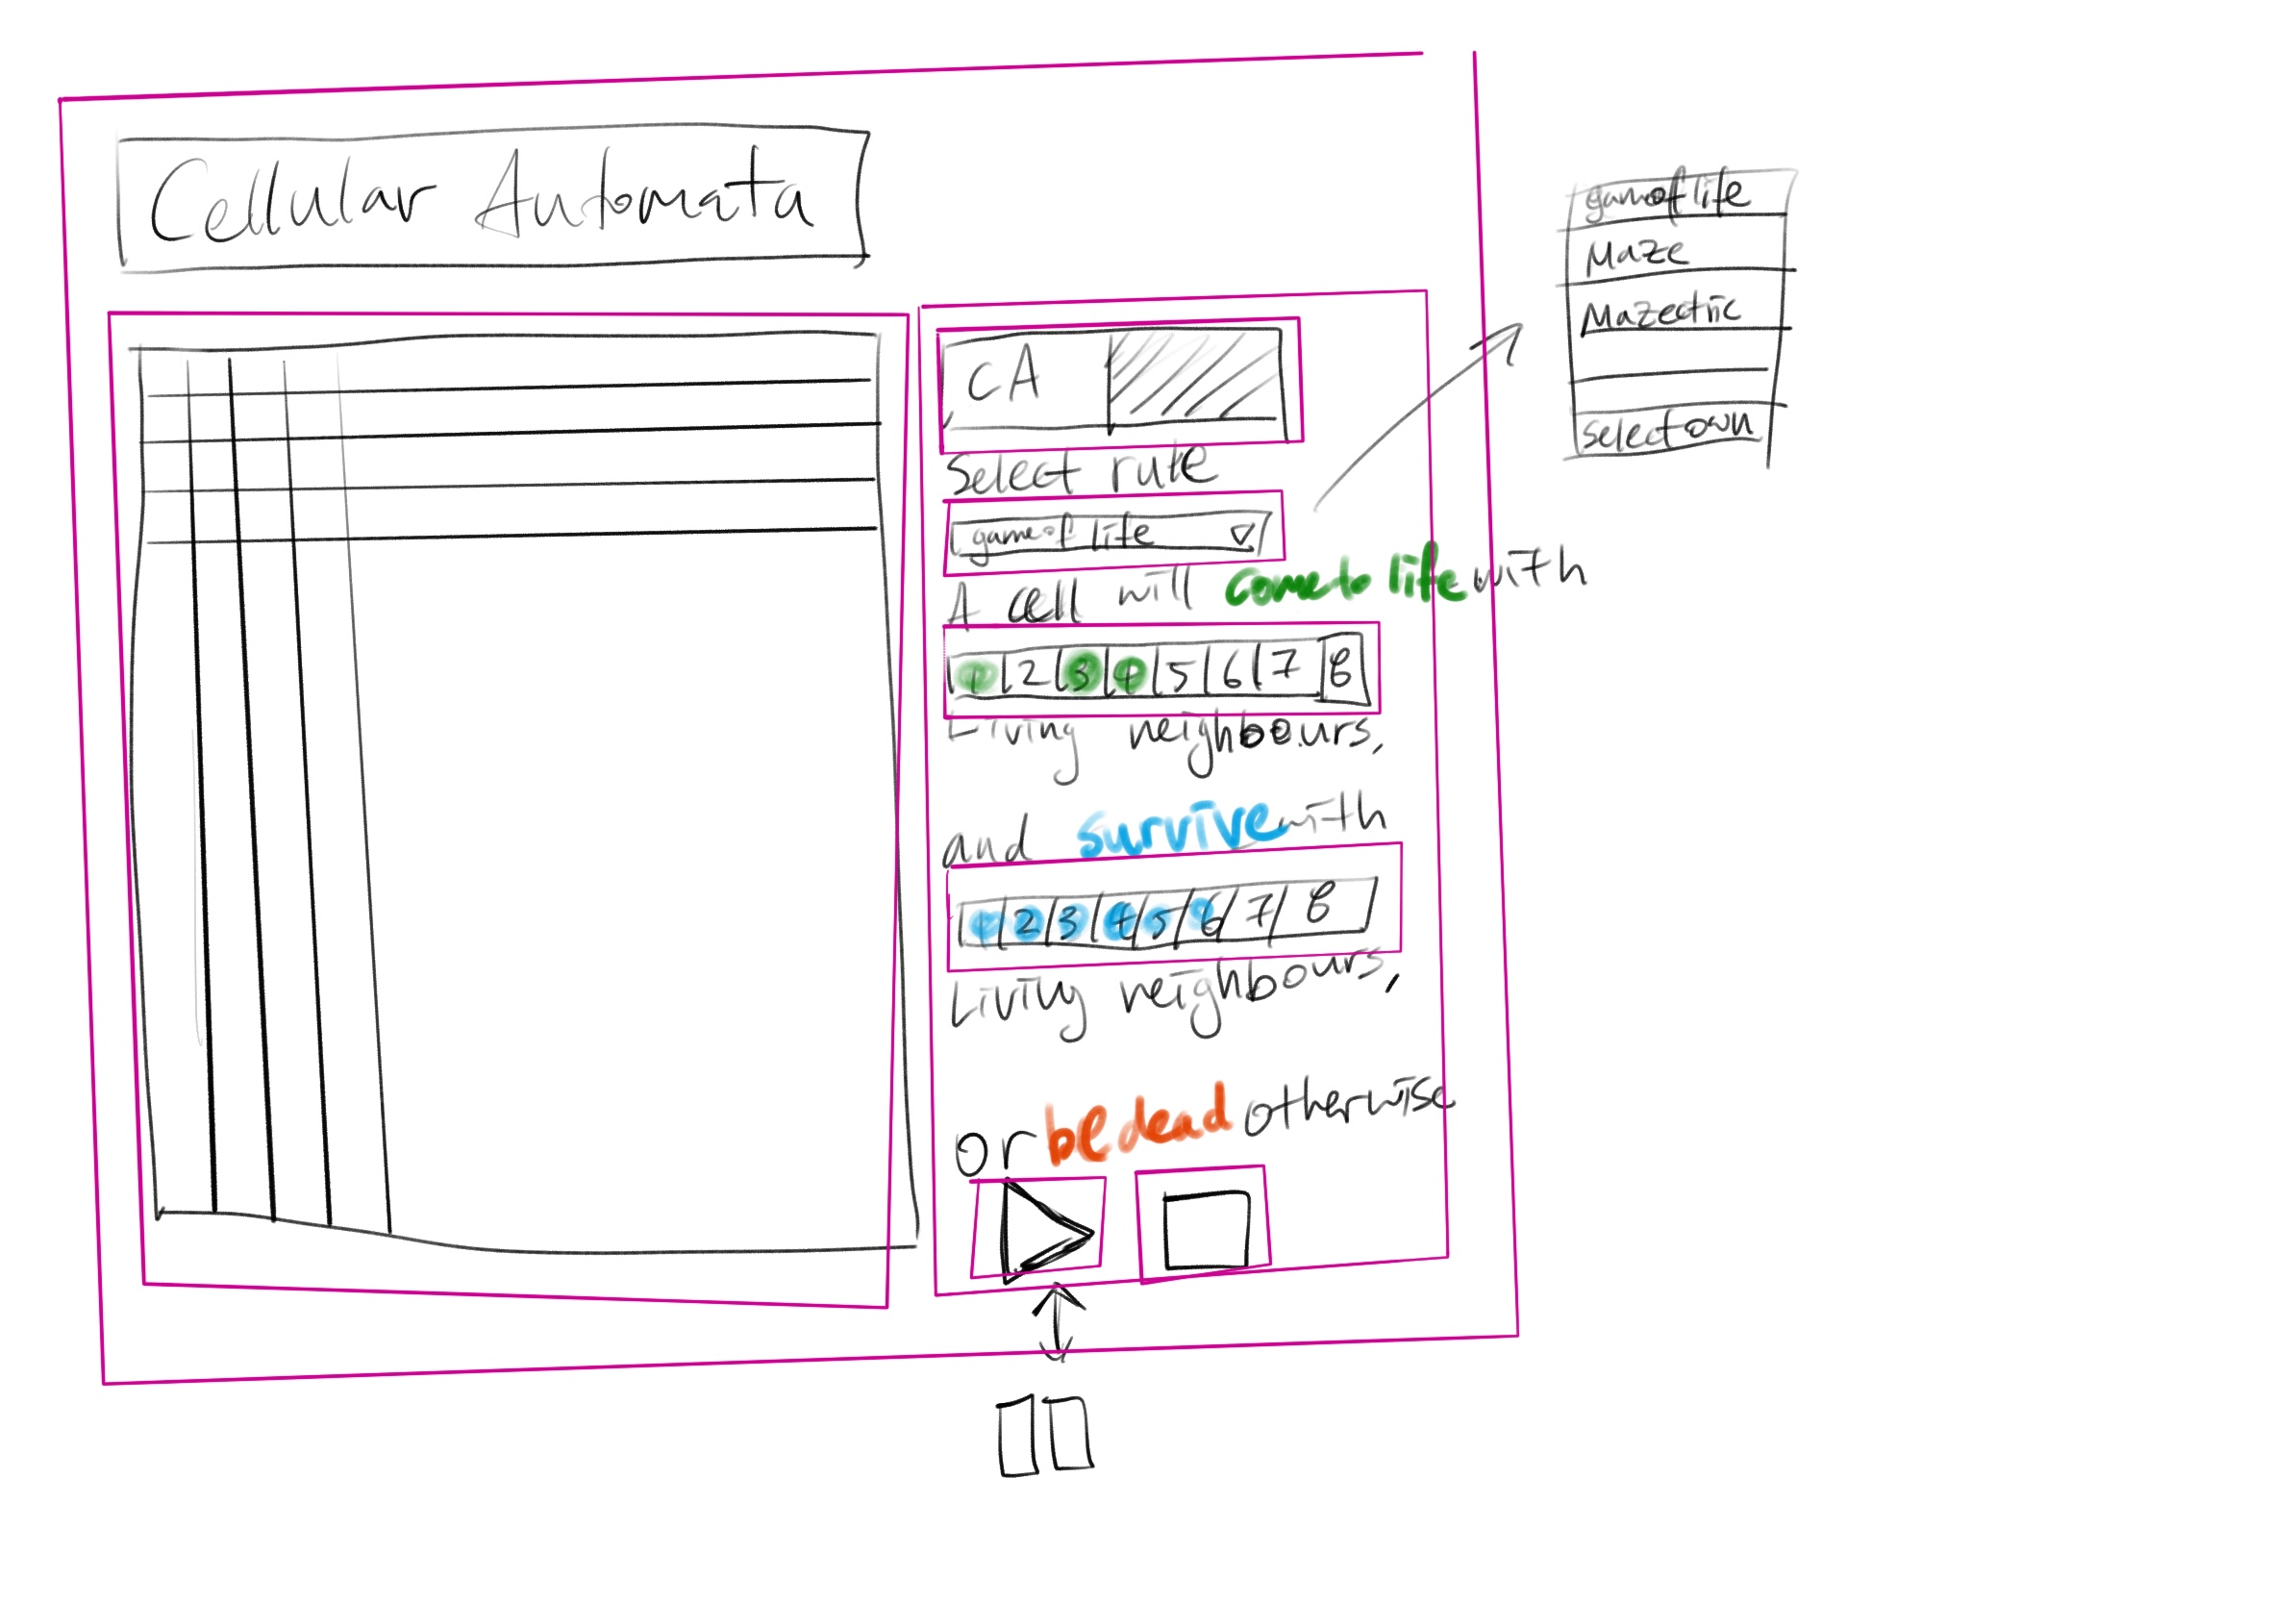 Cellular Automata
CA
Select rule
game of life
A cell will come to life with
1 2 3 4 5 6 7 8
Living neighbours,
and survive with
1 2 3 4 5 6 7 8
Living neighbours,
or be dead otherwise
game of life
Maze
Mazectric
select own